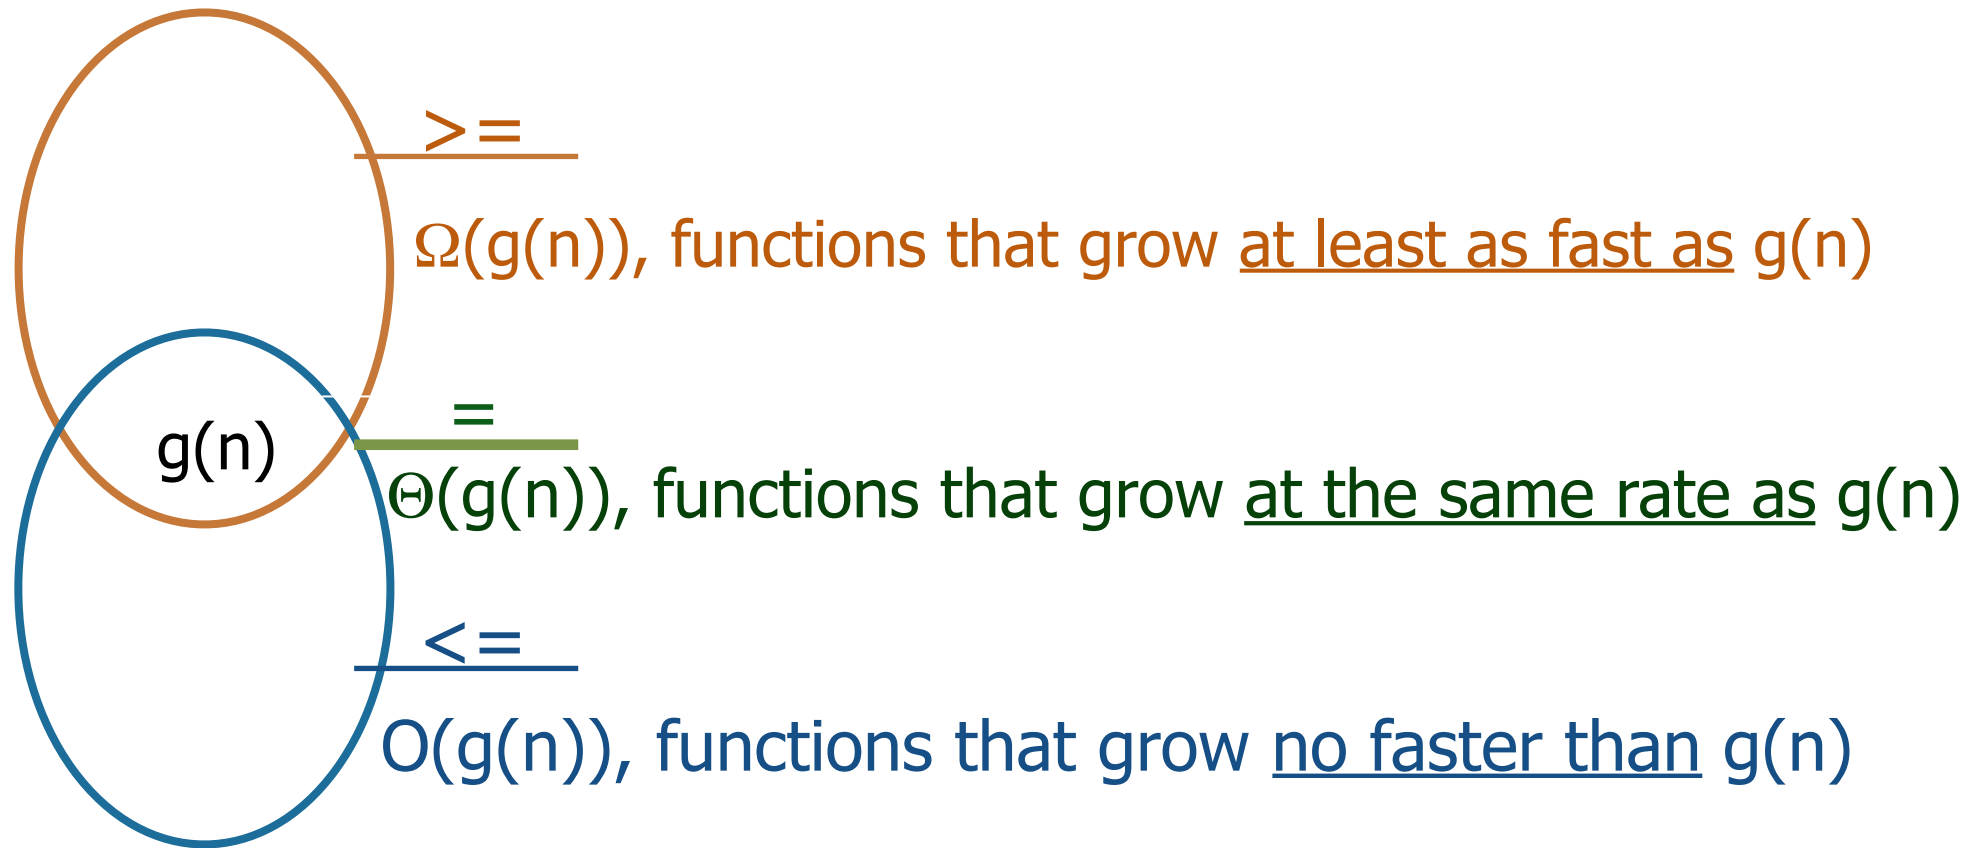 >=
Ω(g(n)), functions that grow at least as fast as g(n)
=
g(n)
Θ(g(n)), functions that grow at the same rate as g(n)
<=
O(g(n)), functions that grow no faster than g(n)